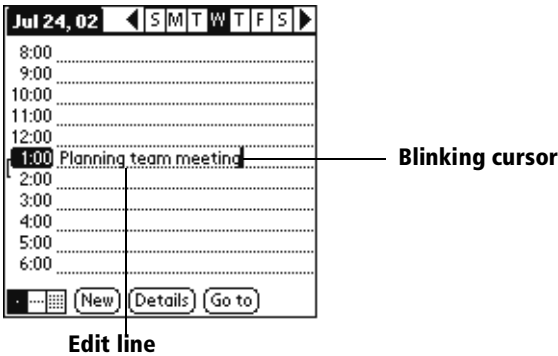 Jul 24, 02 S M T W T F S
8:00
9:00
10:00
11:00
12:00
1:00 Planning team meeting
Blinking cursor
2:00
3:00
4:00
5:00
6:00
New Details Go to
Edit line